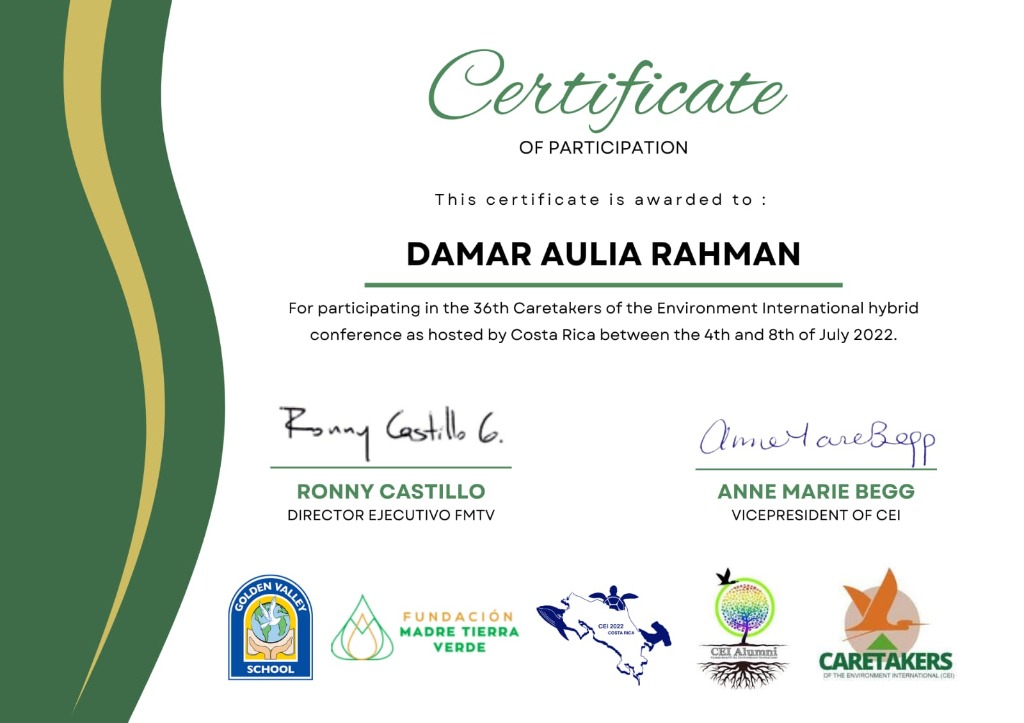 Certificate
OF PARTICIPATION
This certificate is awarded to :
DAMAR AULIA RAHMAN
For participating in the 36th Caretakers of the Environment International hybrid
conference as hosted by Costa Rica between the 4th and 8th of July 2022.
Ronny Castillo G.
AnneMarieBegg
RONNY CASTILLO
DIRECTOR EJECUTIVO FMTV
ANNE MARIE BEGG
VICEPRESIDENT OF CEI
GOLDEN VALLEY
SCHOOL
FUNDACIÓN
MADRE TIERRA
VERDE
CEI 2022
COSTA RICA
CEI Alumni
CARETAKERS
OF THE ENVIRONMENT INTERNATIONAL (CEI)